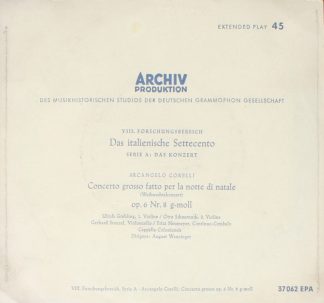 EXTENDED PLAY 45
ARCHIV
PRODUKTION
DES MUSIKHISTORISCHEN STUDIOS DER DEUTSCHEN GRAMMOPHON GESELLSCHAFT
VIII. FORSCHUNGSBEREICH
Das italienische Settecento
SERIE A: DAS KONZERT
ARCANGELO CORELLI
Concerto grosso fatto per la notte di natale
(Weihnachtskonzert)
op. 6 Nr. 8 g-moll
Ulrich Grehling, 1. Violine / Otto Schnerrick, 2. Violine
Gerhard Violoncello / Fritz Neumeyer, Continuo-Cembalo
Cappella Coloniensis
Dirigent: August Wenzinger
VIII. Forschungsbereich, Serie A · Arcangelo Corelli: Concerto grosso op. 6 Nr. 8 g-moll
37062 EPA